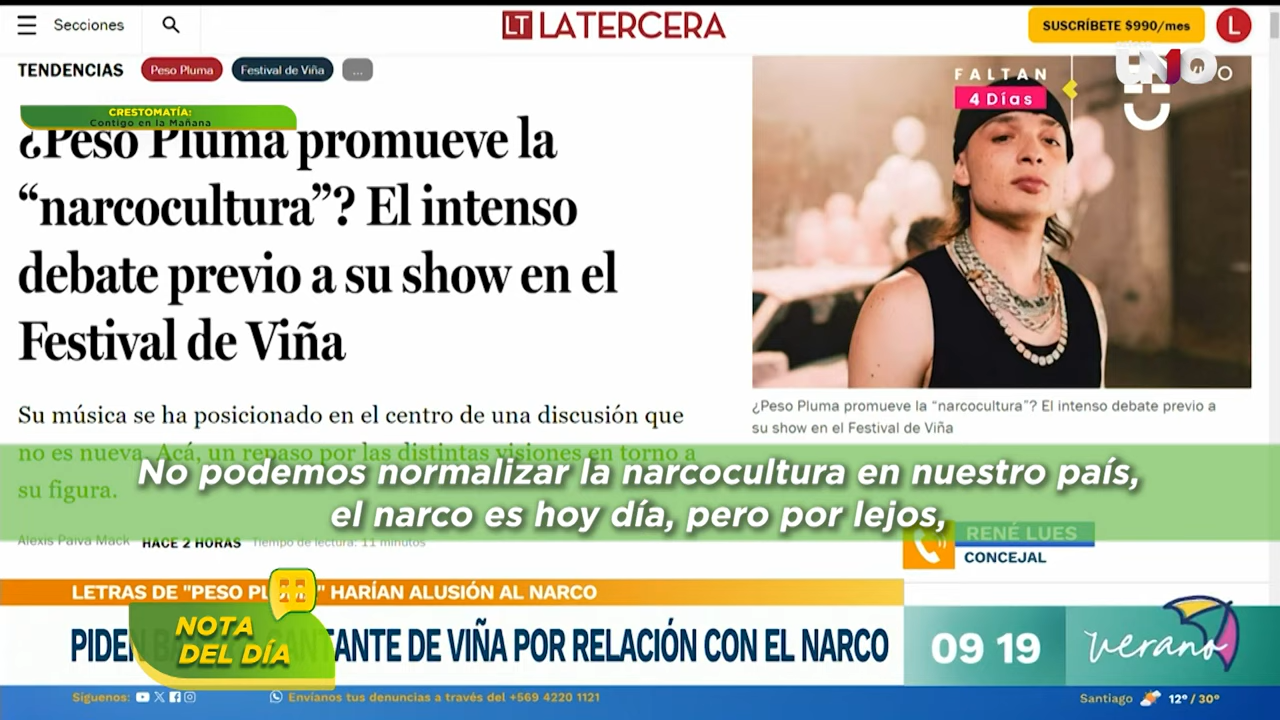 Secciones
LT LATERCERA
SUSCRÍBETE $990/mes
L
TENDENCIAS
Peso Pluma
Festival de Viña
...
FALTAN
4 Días
CRESTOMATÍA:
Contigo en la Mañana
¿Peso Pluma promueve la
“narcocultura”? El intenso
debate previo a su show en el
Festival de Viña
Su música se ha posicionado en el centro de una discusión que
no es nueva. Acá, un repaso por las distintas visiones en torno a
su figura.
Alexis Paiva Mack HACE 2 HORAS Tiempo de lectura: 11 minutos
¿Peso Pluma promueve la “narcocultura”? El intenso debate previo a
su show en el Festival de Viña
No podemos normalizar la narcocultura en nuestro país,
el narco es hoy día, pero por lejos,
RENÉ LUES
CONCEJAL
LETRAS DE "PESO PL " HARÍAN ALUSIÓN AL NARCO
NOTA
DEL DÍA
PIDEN CANTANTE DE VIÑA POR RELACIÓN CON EL NARCO
09 19
verano
Síguenos:
Envíanos tus denuncias a través del +569 4220 1121
Santiago 12° / 30°